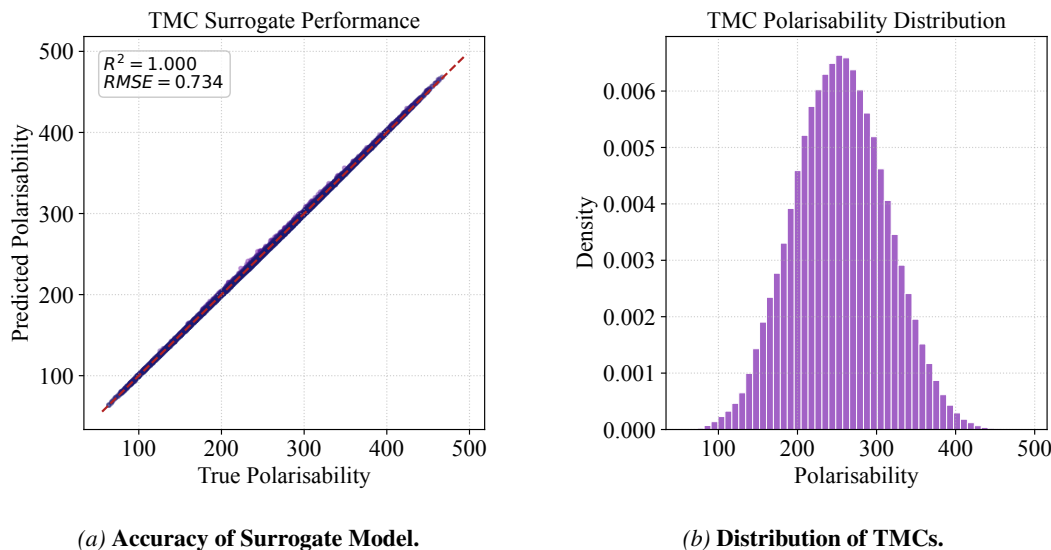 TMC Surrogate Performance
500
400
300
200
100
R² = 1.000
RMSE = 0.734
Predicted Polarisability
100 200 300 400 500
True Polarisability
(a) Accuracy of Surrogate Model.
TMC Polarisability Distribution
0.006
0.005
0.004
0.003
0.002
0.001
0.000
Density
100 200 300 400 500
Polarisability
(b) Distribution of TMCs.